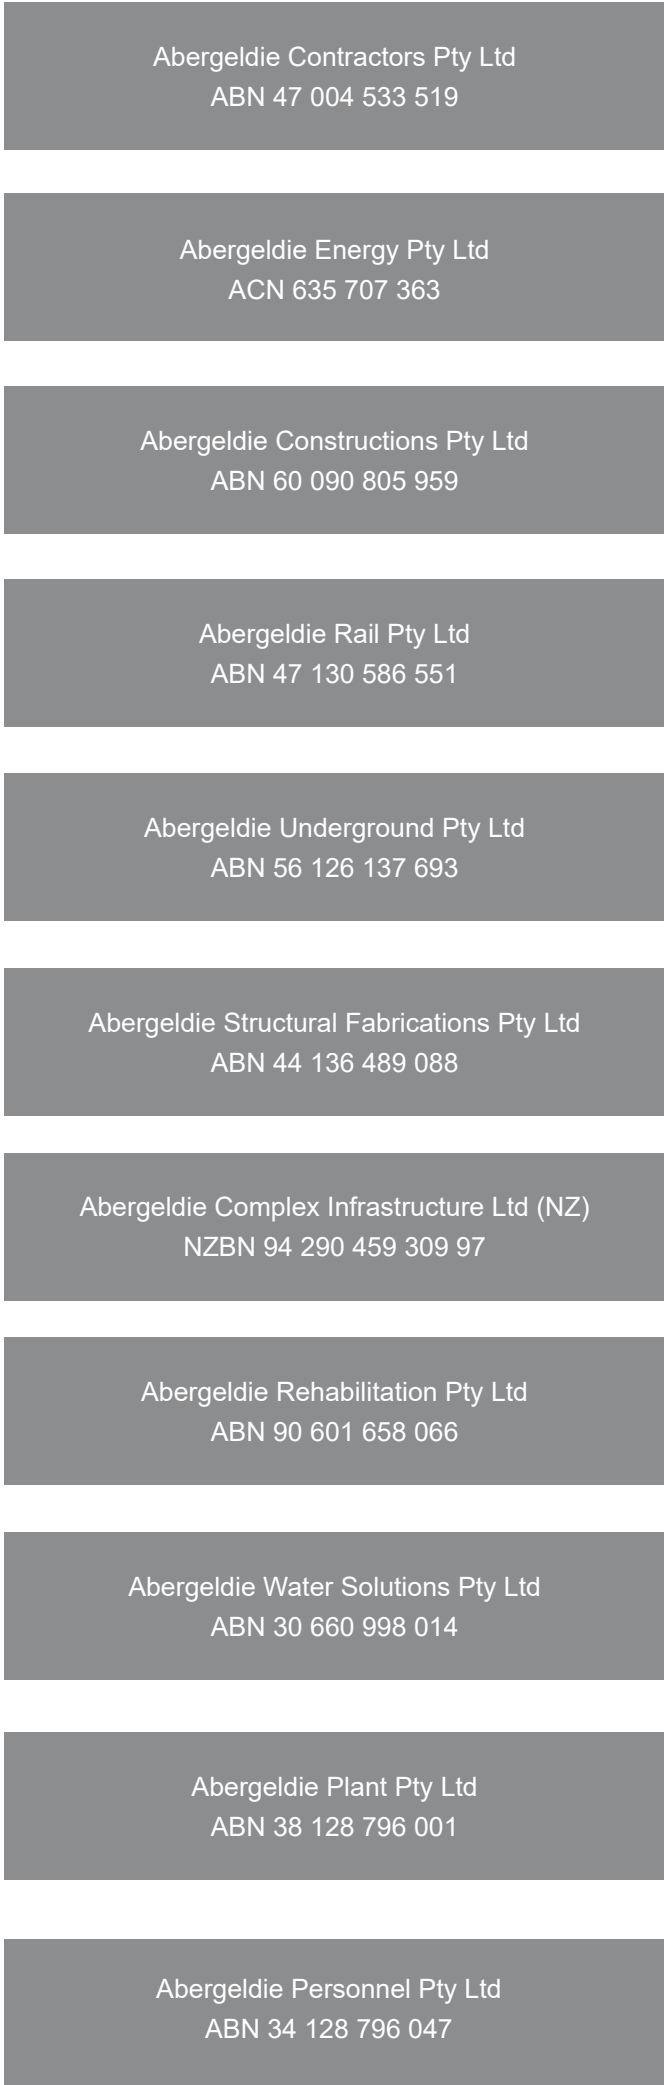 Abergeldie Contractors Pty Ltd
ABN 47 004 533 519
Abergeldie Energy Pty Ltd
ACN 635 707 363
Abergeldie Constructions Pty Ltd
ABN 60 090 805 959
Abergeldie Rail Pty Ltd
ABN 47 130 586 551
Abergeldie Underground Pty Ltd
ABN 56 126 137 693
Abergeldie Structural Fabrications Pty Ltd
ABN 44 136 489 088
Abergeldie Complex Infrastructure Ltd (NZ)
NZBN 94 290 459 309 97
Abergeldie Rehabilitation Pty Ltd
ABN 90 601 658 066
Abergeldie Water Solutions Pty Ltd
ABN 30 660 998 014
Abergeldie Plant Pty Ltd
ABN 38 128 796 001
Abergeldie Personnel Pty Ltd
ABN 34 128 796 047